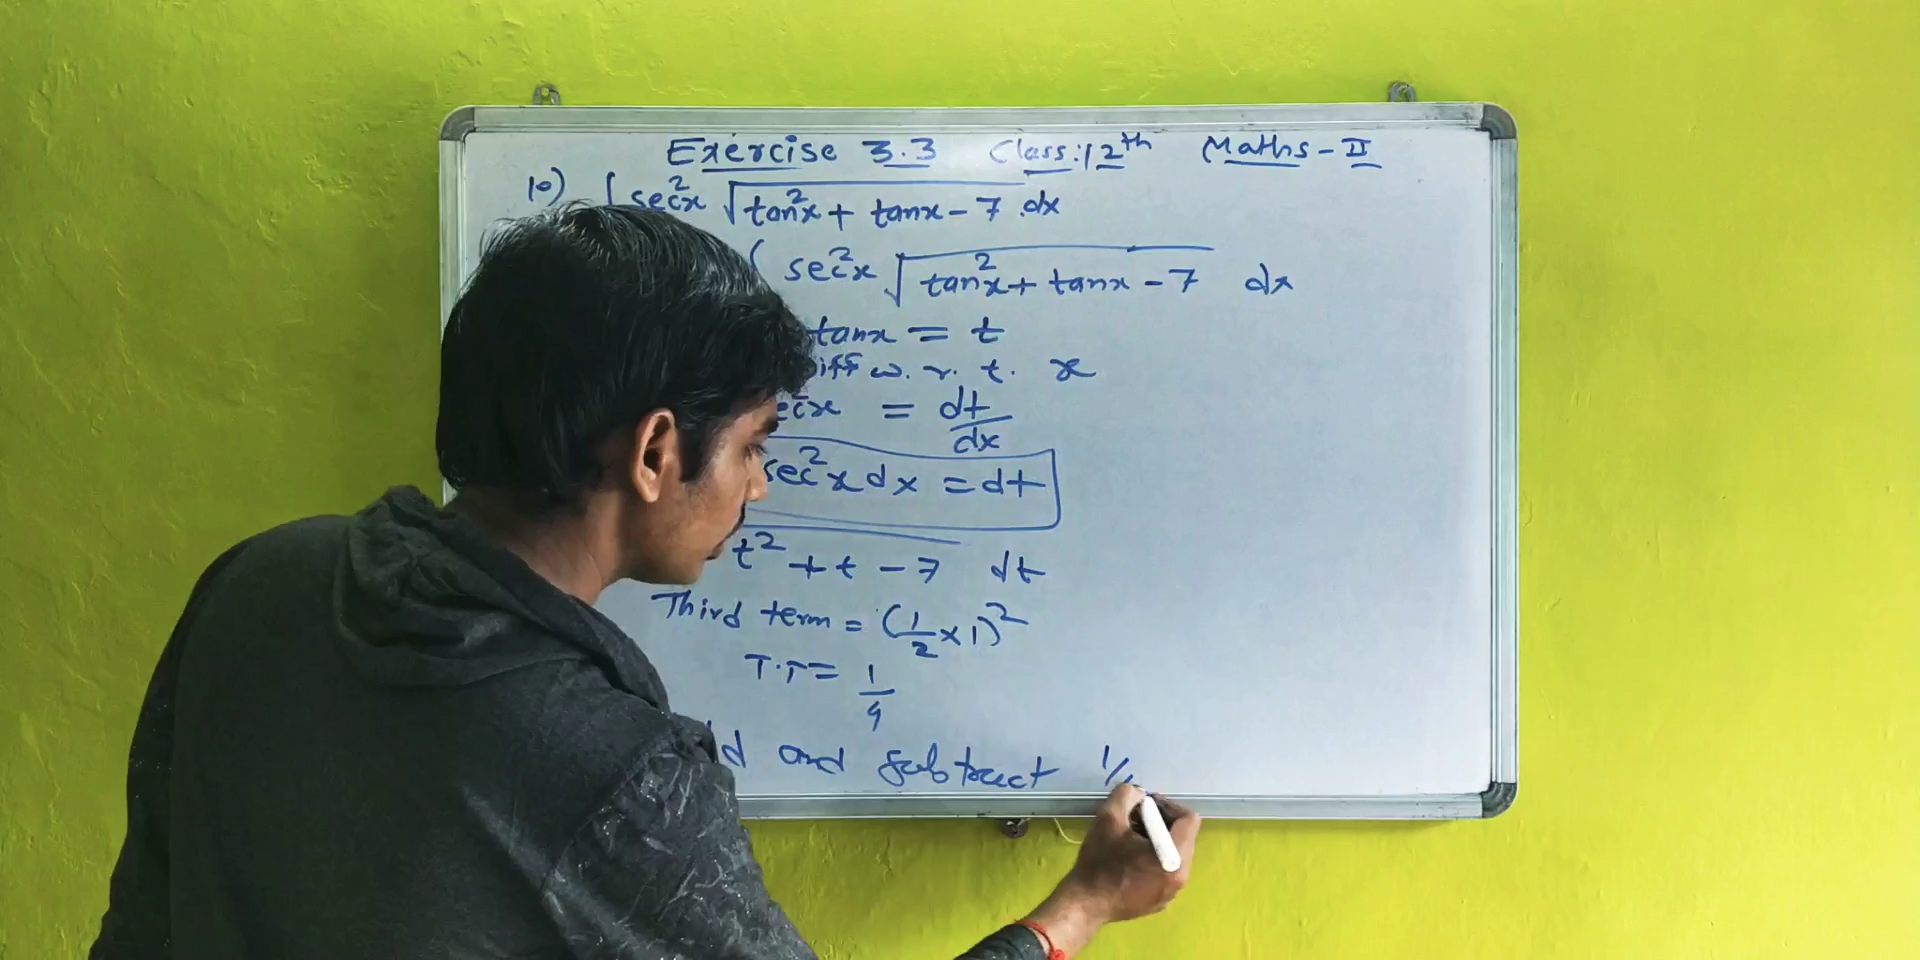 Exercise 3.3 Class:12th Maths-II
10) ∫sec²x √(tan²x + tanx - 7) .dx
∫ sec²x √(tan²x + tanx - 7) dx
tanx = t
diff w. r. t. x
sec²x = dt/dx
sec²x dx = dt
t² + t - 7 dt
Third term = (1/2 × 1)²
T.T = 1/4
and subtract